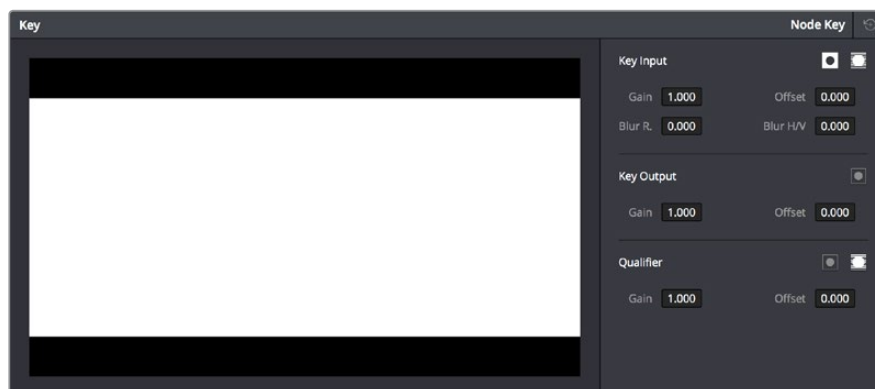 Key Node Key
Key Input
Gain 1.000 Offset 0.000
Blur R. 0.000 Blur H/V 0.000
Key Output
Gain 1.000 Offset 0.000
Qualifier
Gain 1.000 Offset 0.000